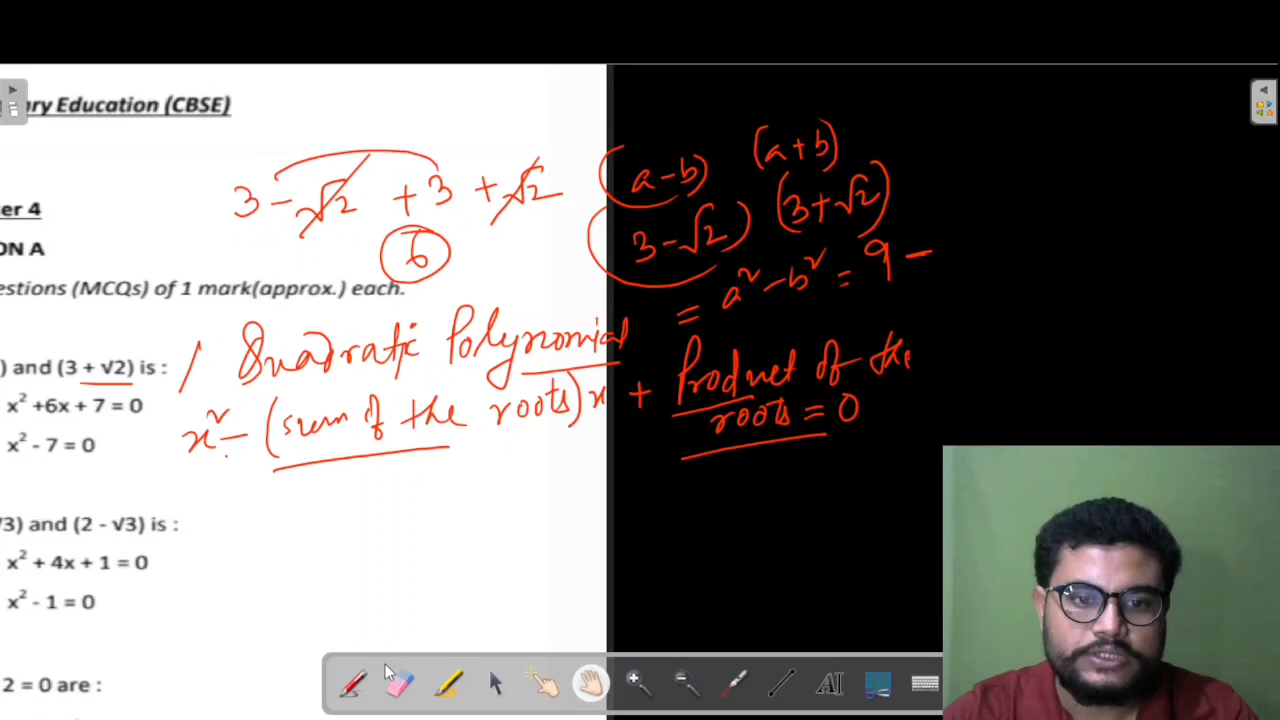 ry Education (CBSE)
er 4
ON A
estions (MCQs) of 1 mark(approx.) each.
) and (3 + √2) is :
x² +6x + 7 = 0
x² - 7 = 0
√3) and (2 - √3) is :
x² + 4x + 1 = 0
x² - 1 = 0
2 = 0 are :
3 - √2 + 3 + √2
6
(a - b) (a + b)
(3 - √2) (3 + √2)
= a² - b² = 9 -
/ Quadratic Polynomial
x² - (sum of the roots) x + Product of the
roots = 0
AI